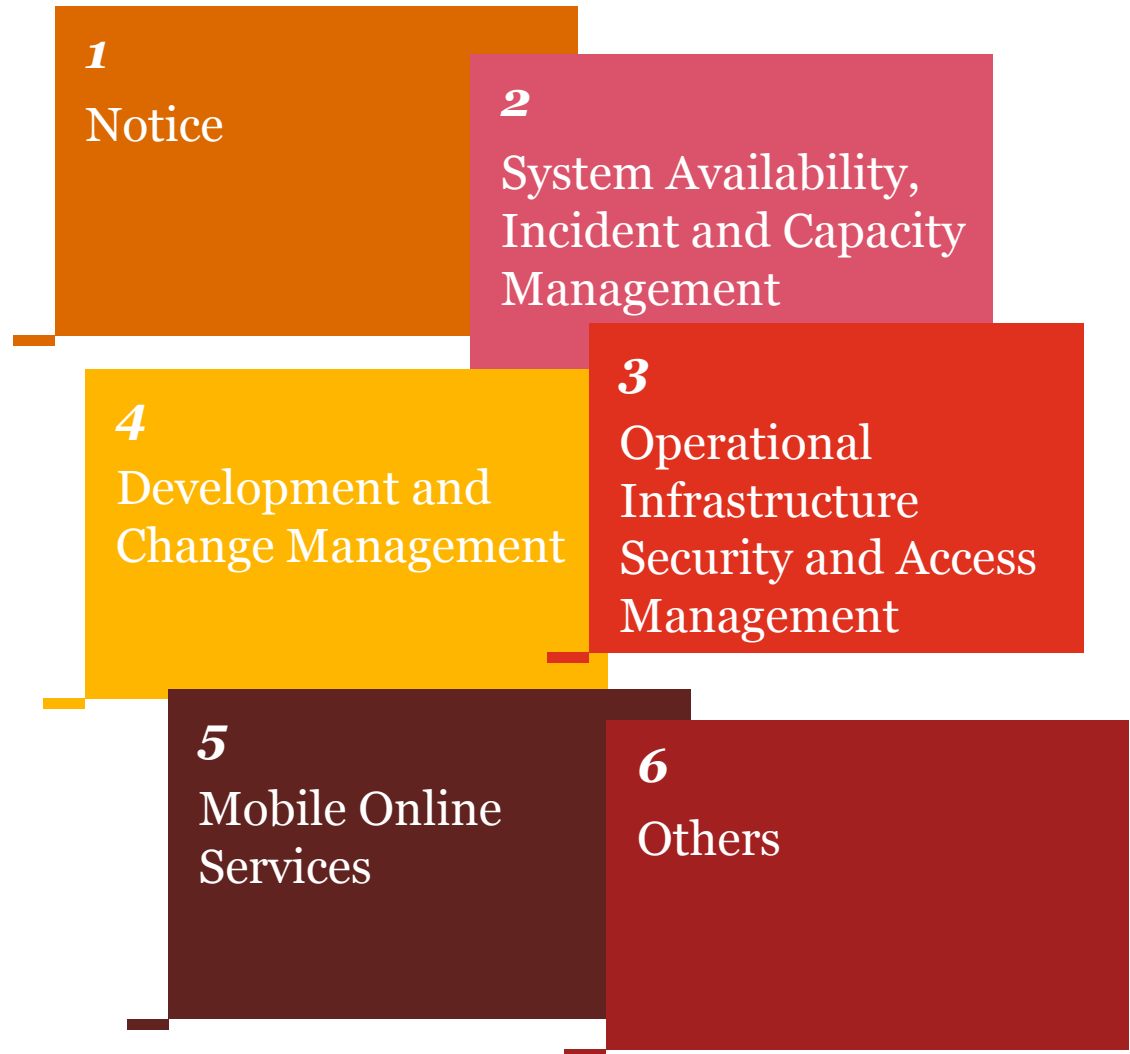 1
Notice
2
System Availability,
Incident and Capacity
Management
3
Operational
Infrastructure
Security and Access
Management
4
Development and
Change Management
5
Mobile Online
Services
6
Others